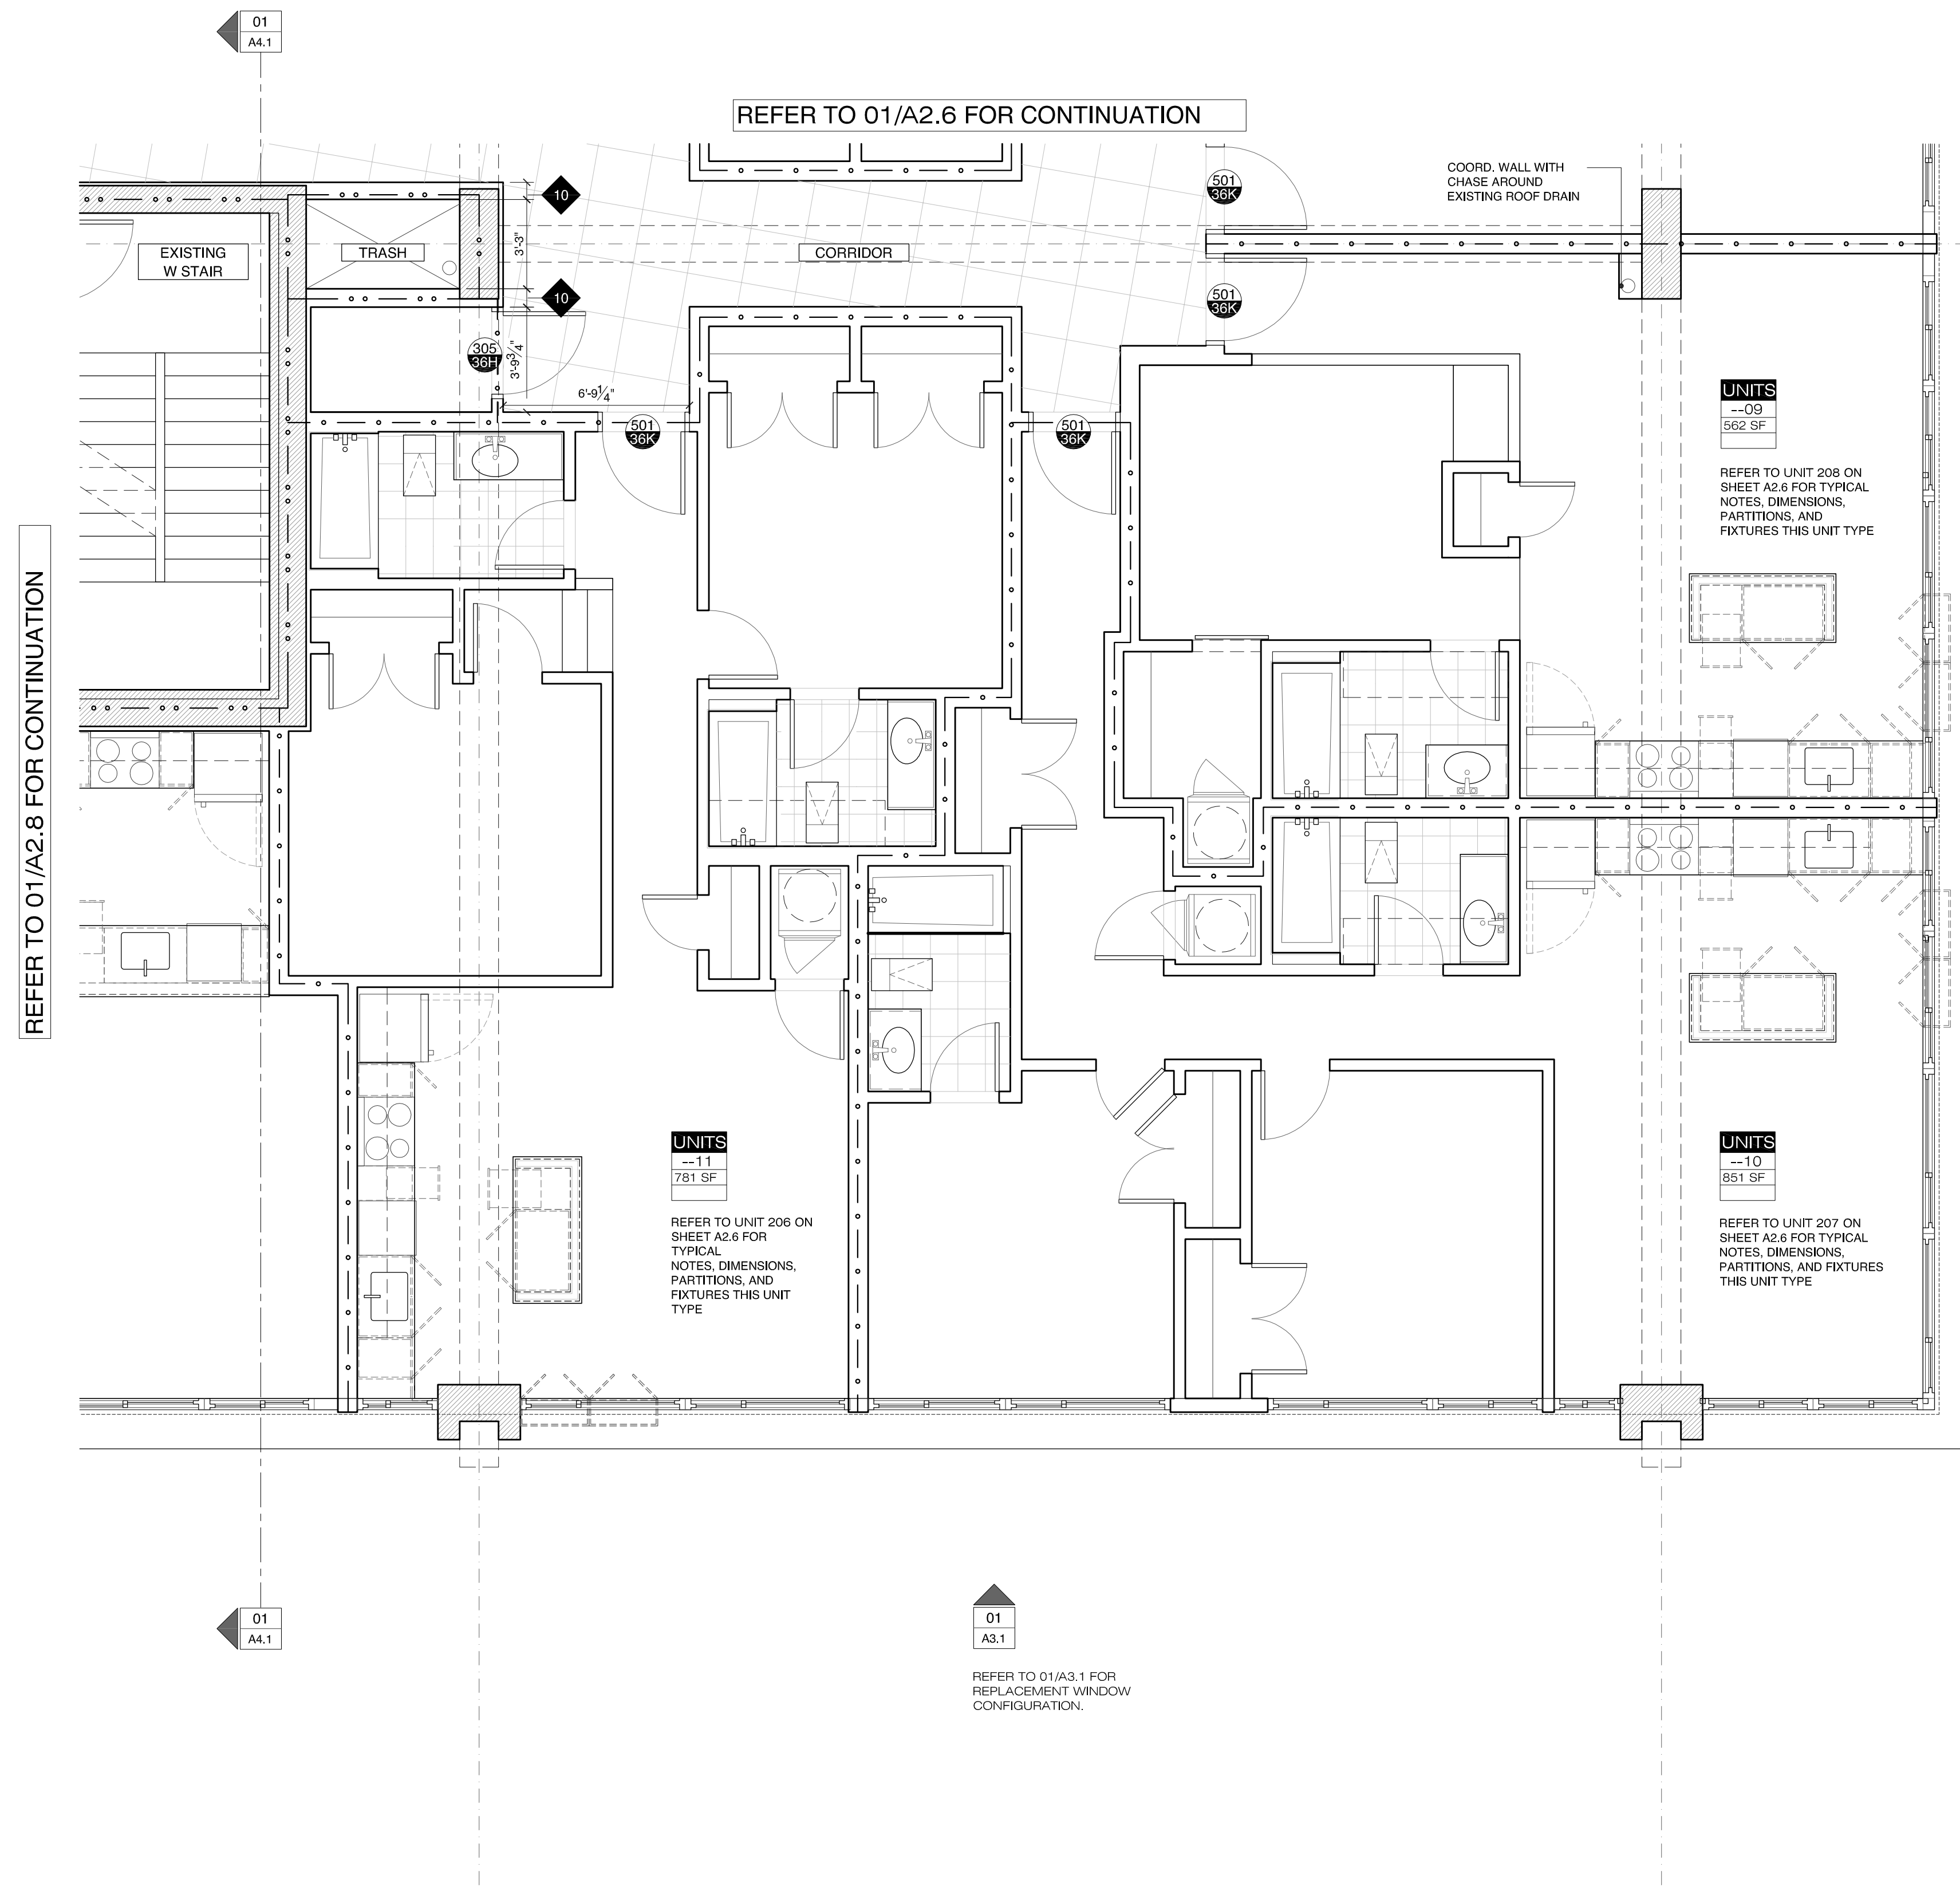 01
A4.1
REFER TO 01/A2.6 FOR CONTINUATION
COORD. WALL WITH
CHASE AROUND
EXISTING ROOF DRAIN
10
501
36K
3'-3"
EXISTING
W STAIR
TRASH
CORRIDOR
10
501
36K
305
36H
3'-9 3/4"
6'-9 1/4"
501
36K
501
36K
UNITS
--09
562 SF
REFER TO UNIT 208 ON
SHEET A2.6 FOR TYPICAL
NOTES, DIMENSIONS,
PARTITIONS, AND
FIXTURES THIS UNIT TYPE
REFER TO 01/A2.8 FOR CONTINUATION
UNITS
--11
781 SF
REFER TO UNIT 206 ON
SHEET A2.6 FOR
TYPICAL
NOTES, DIMENSIONS,
PARTITIONS, AND
FIXTURES THIS UNIT
TYPE
UNITS
--10
851 SF
REFER TO UNIT 207 ON
SHEET A2.6 FOR TYPICAL
NOTES, DIMENSIONS,
PARTITIONS, AND FIXTURES
THIS UNIT TYPE
01
A4.1
01
A3.1
REFER TO 01/A3.1 FOR
REPLACEMENT WINDOW
CONFIGURATION.